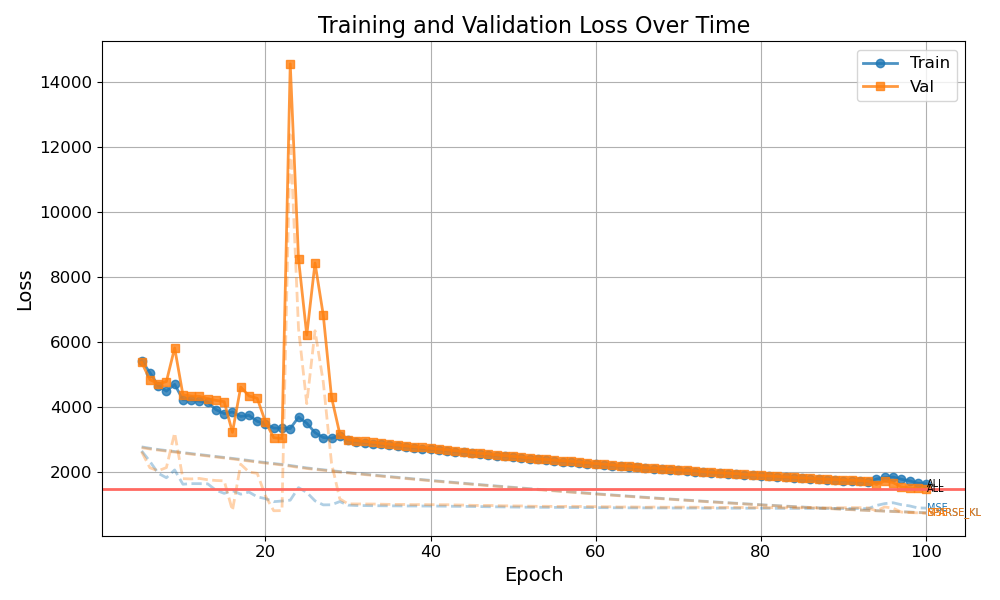 Training and Validation Loss Over Time
Train
Val
14000
12000
10000
8000
6000
4000
2000
Loss
ALL
ALL
MSE
SPARSE_KL
20
40
60
80
100
Epoch